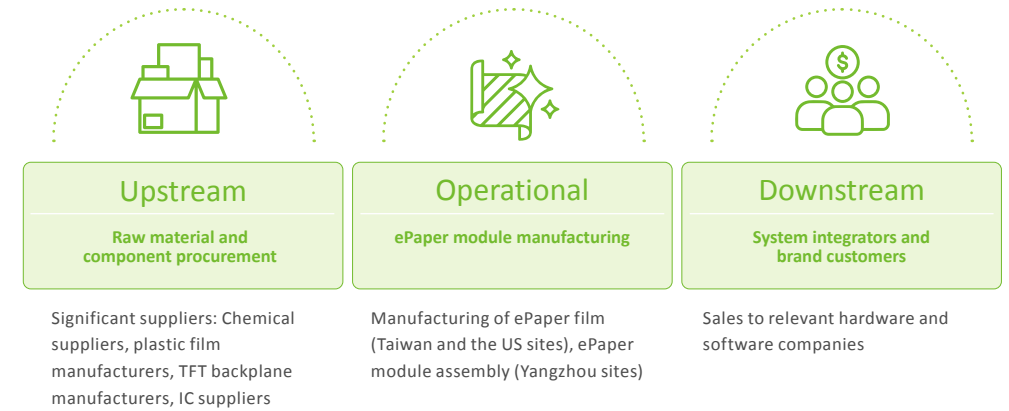 $
$
Upstream
Raw material and
component procurement
Significant suppliers: Chemical
suppliers, plastic film
manufacturers, TFT backplane
manufacturers, IC suppliers
Operational
ePaper module manufacturing
Manufacturing of ePaper film
(Taiwan and the US sites), ePaper
module assembly (Yangzhou sites)
Downstream
System integrators and
brand customers
Sales to relevant hardware and
software companies